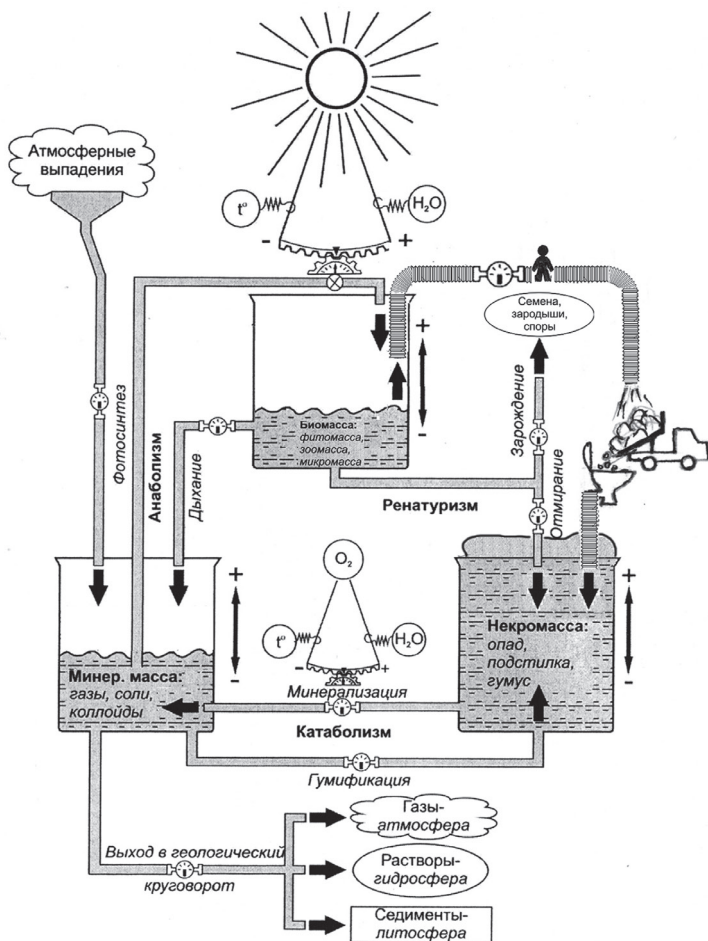 Атмосферные
выпадения
t°
H₂O
-
+
Семена,
зародыши,
споры
Фотосинтез
Анаболизм
Дыхание
+
-
Биомасса:
фитомасса,
зоомасса,
микромасса
Зарождение
Отмирание
Ренатуризм
O₂
t°
H₂O
-
+
+
-
Минер. масса:
газы, соли,
коллойды
Минерализация
Катаболизм
Гумификация
Некромасса:
опад,
подстилка,
гумус
+
-
Выход в геологический
круговорот
Газы-
атмосфера
Растворы-
гидросфера
Седименты-
литосфера